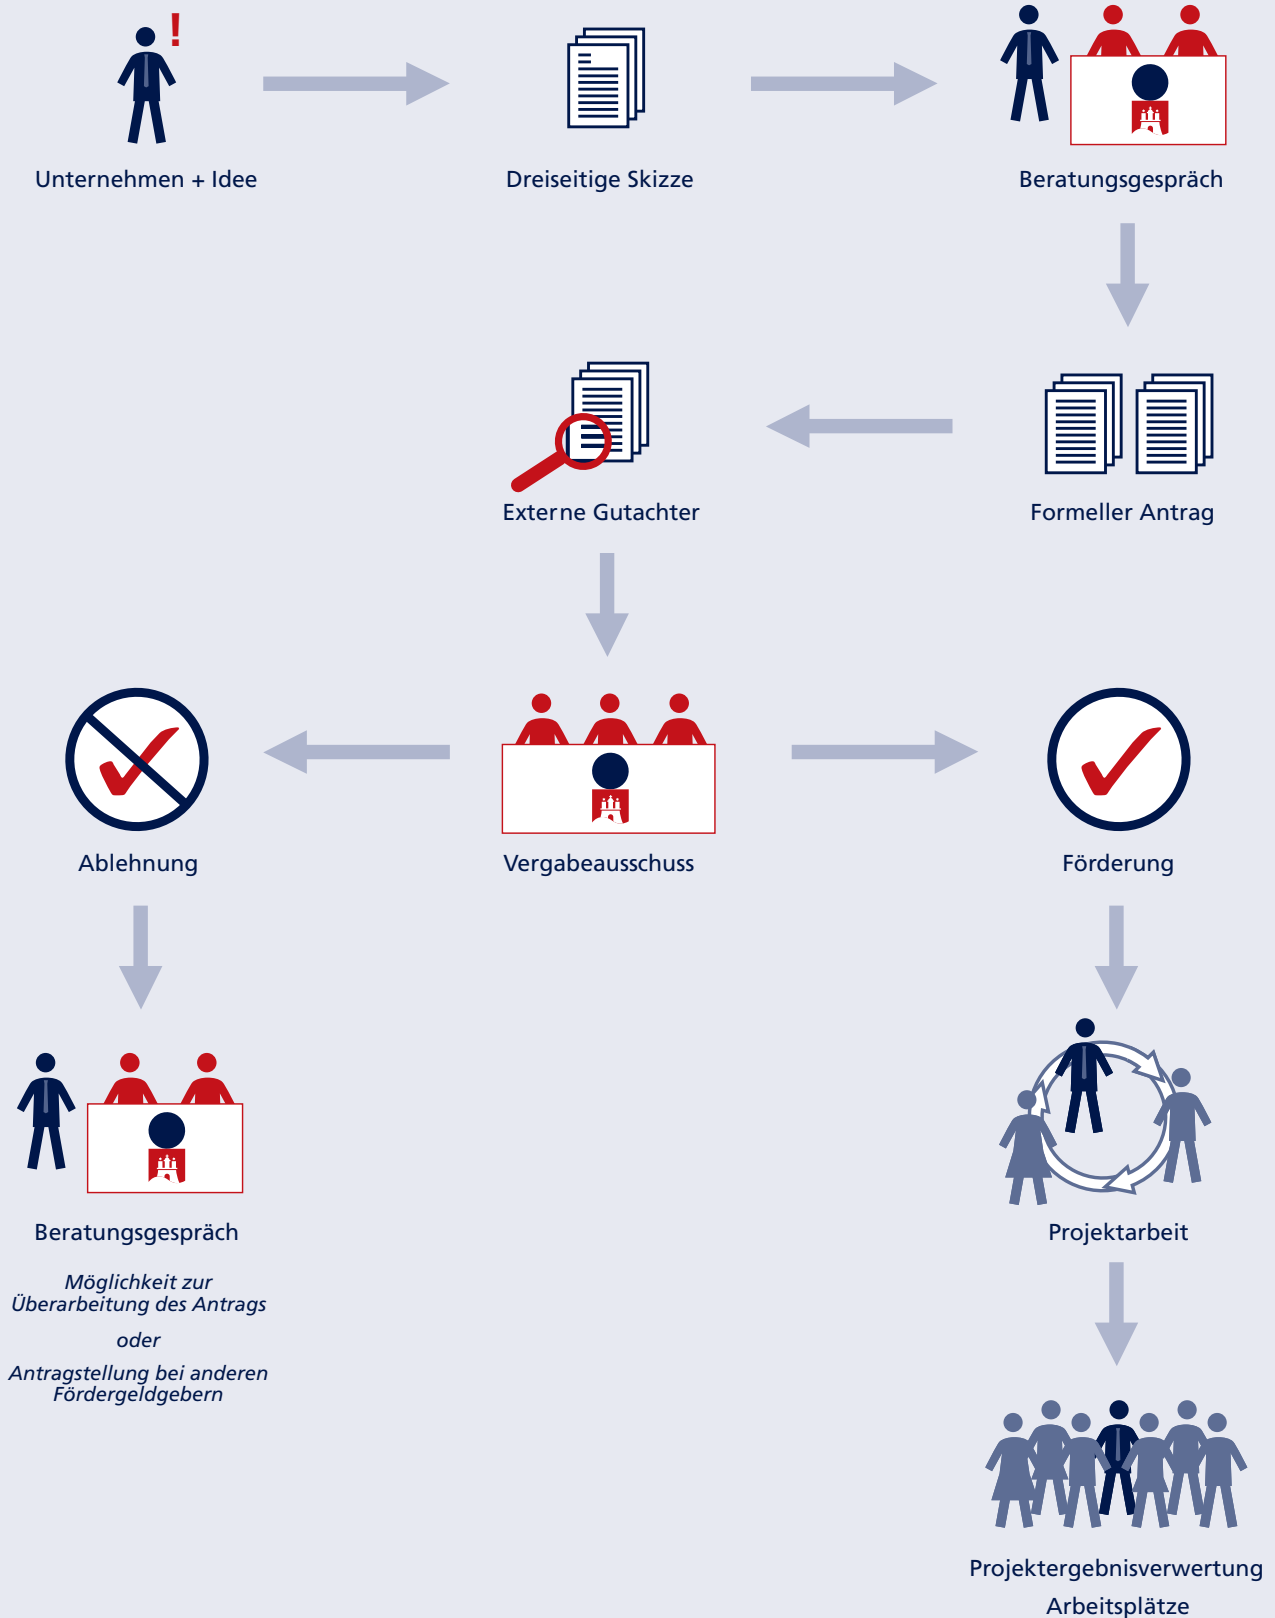 !
Unternehmen + Idee
Dreiseitige Skizze
Beratungsgespräch
Formeller Antrag
Externe Gutachter
Vergabeausschuss
Ablehnung
Förderung
Beratungsgespräch
Möglichkeit zur
Überarbeitung des Antrags
oder
Antragstellung bei anderen
Fördergeldgebern
Projektarbeit
Projektergebnisverwertung
Arbeitsplätze